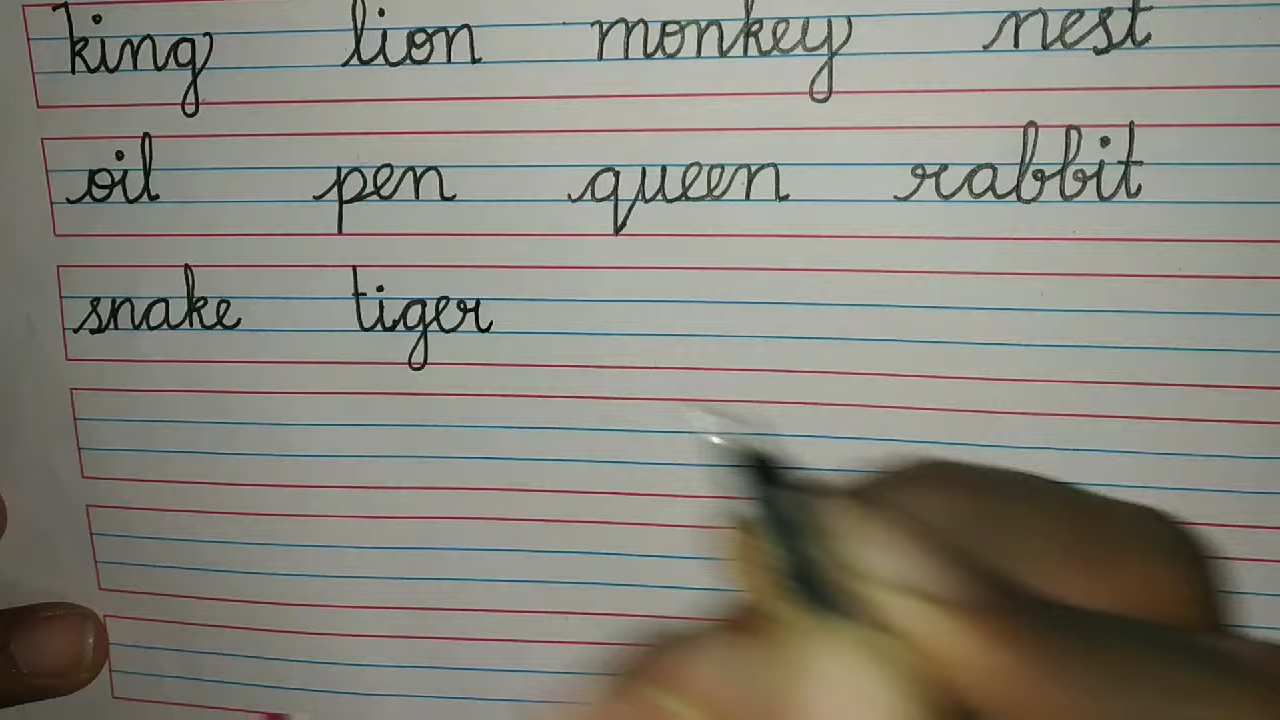 king lion monkey nest
oil pen queen rabbit
snake tiger